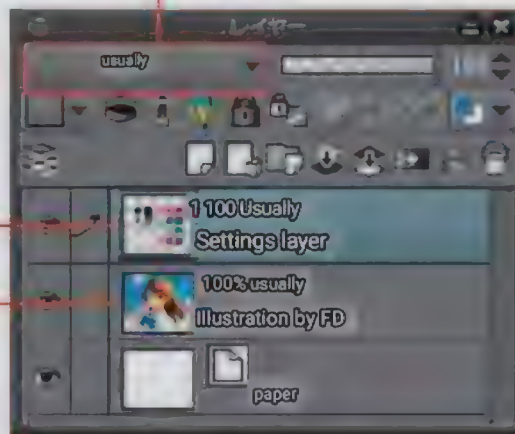 レイヤー
usually
1 100 Usually
Settings layer
100% usually
Illustration by FD
paper